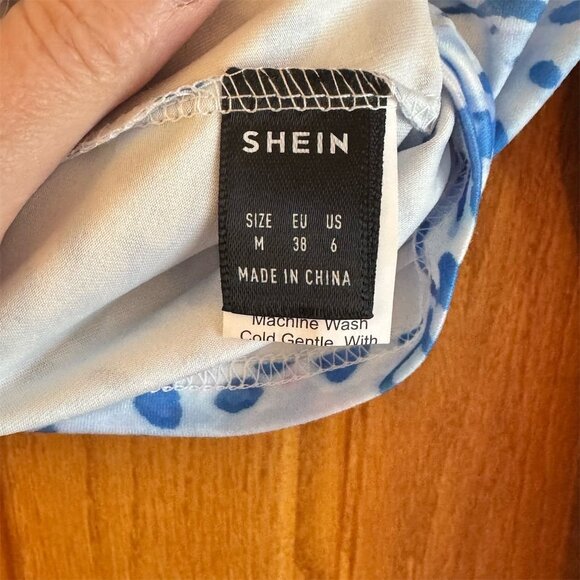 SHEIN
SIZE EU US
M 38 6
MADE IN CHINA
Machine Wash
Cold Gentle, With